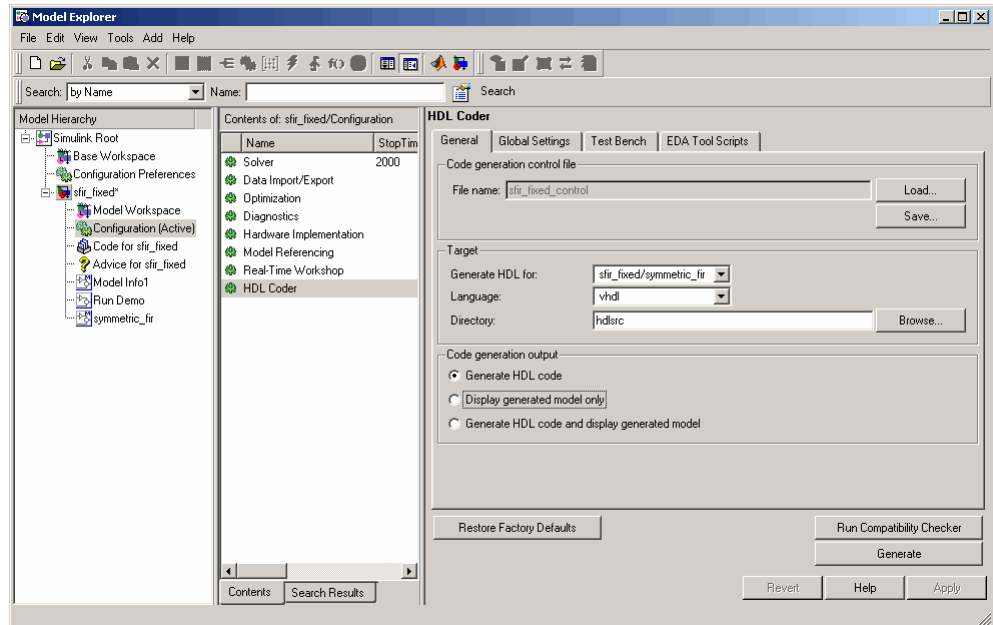 Model Explorer
File Edit View Tools Add Help
Search: by Name Name: Search
Model Hierarchy
Simulink Root
Base Workspace
Configuration Preferences
sfir_fixed*
Model Workspace
Configuration (Active)
Code for sfir_fixed
Advice for sfir_fixed
Model Info1
Run Demo
symmetric_fir
Contents of: sfir_fixed/Configuration
Name StopTim
Solver 2000
Data Import/Export
Optimization
Diagnostics
Hardware Implementation
Model Referencing
Real-Time Workshop
HDL Coder
Contents Search Results
HDL Coder
General Global Settings Test Bench EDA Tool Scripts
Code generation control file
File name: sfir_fixed_control Load...
Save...
Target
Generate HDL for: sfir_fixed/symmetric_fir
Language: vhdl
Directory: hdlsrc Browse...
Code generation output
Generate HDL code
Display generated model only
Generate HDL code and display generated model
Restore Factory Defaults Run Compatibility Checker
Generate
Revert Help Apply